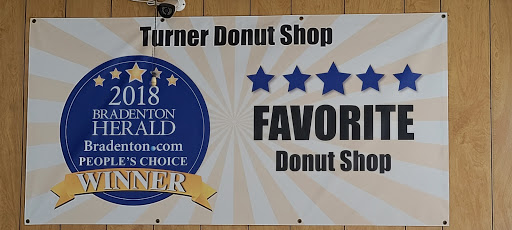 Turner Donut Shop
2018
BRADENTON
HERALD
Bradenton.com
PEOPLE'S CHOICE
WINNER
FAVORITE
Donut Shop